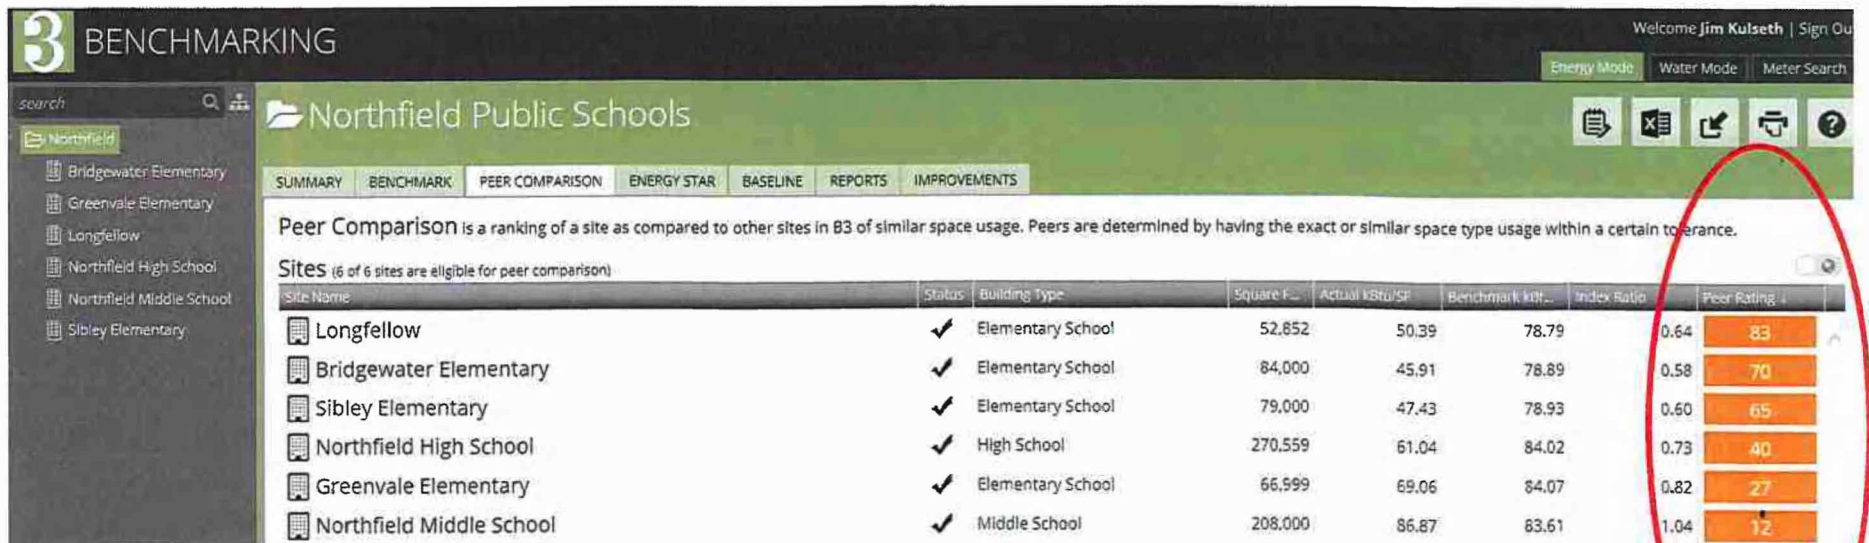 B3 BENCHMARKING
Welcome Jim Kulseth | Sign Ou
Energy Mode Water Mode Meter Search
search
Northfield
Bridgewater Elementary
Greenvale Elementary
Longfellow
Northfield High School
Northfield Middle School
Sibley Elementary
Northfield Public Schools
SUMMARY BENCHMARK PEER COMPARISON ENERGY STAR BASELINE REPORTS IMPROVEMENTS
Peer Comparison is a ranking of a site as compared to other sites in B3 of similar space usage. Peers are determined by having the exact or similar space type usage within a certain tolerance.
Sites (6 of 6 sites are eligible for peer comparison)
Site Name Status Building Type Square F... Actual kBtu/SF Benchmark kBt... Index Ratio Peer Rating
Longfellow Elementary School 52,852 50.39 78.79 0.64 83
Bridgewater Elementary Elementary School 84,000 45.91 78.89 0.58 70
Sibley Elementary Elementary School 79,000 47.43 78.93 0.60 65
Northfield High School High School 270,559 61.04 84.02 0.73 40
Greenvale Elementary Elementary School 66,999 69.06 84.07 0.82 27
Northfield Middle School Middle School 208,000 86.87 83.61 1.04 12